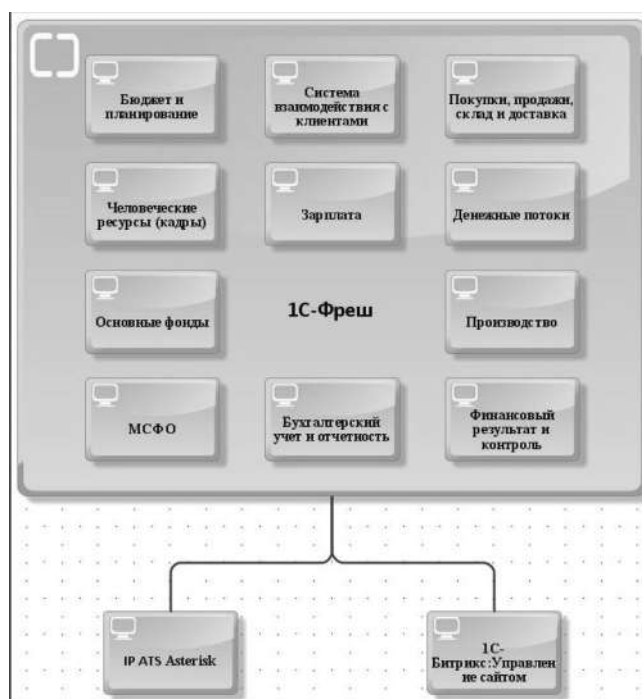 Бюджет и
планирование
Система
взаимодействия с
клиентами
Покупки, продажи,
склад и доставка
Человеческие
ресурсы (кадры)
Зарплата
Денежные потоки
Основные фонды
1С-Фреш
Производство
МСФО
Бухгалтерский
учет и отчетность
Финансовый
результат и
контроль
IP ATS Asterisk
1С-
Битрикс:Управлен
ие сайтом